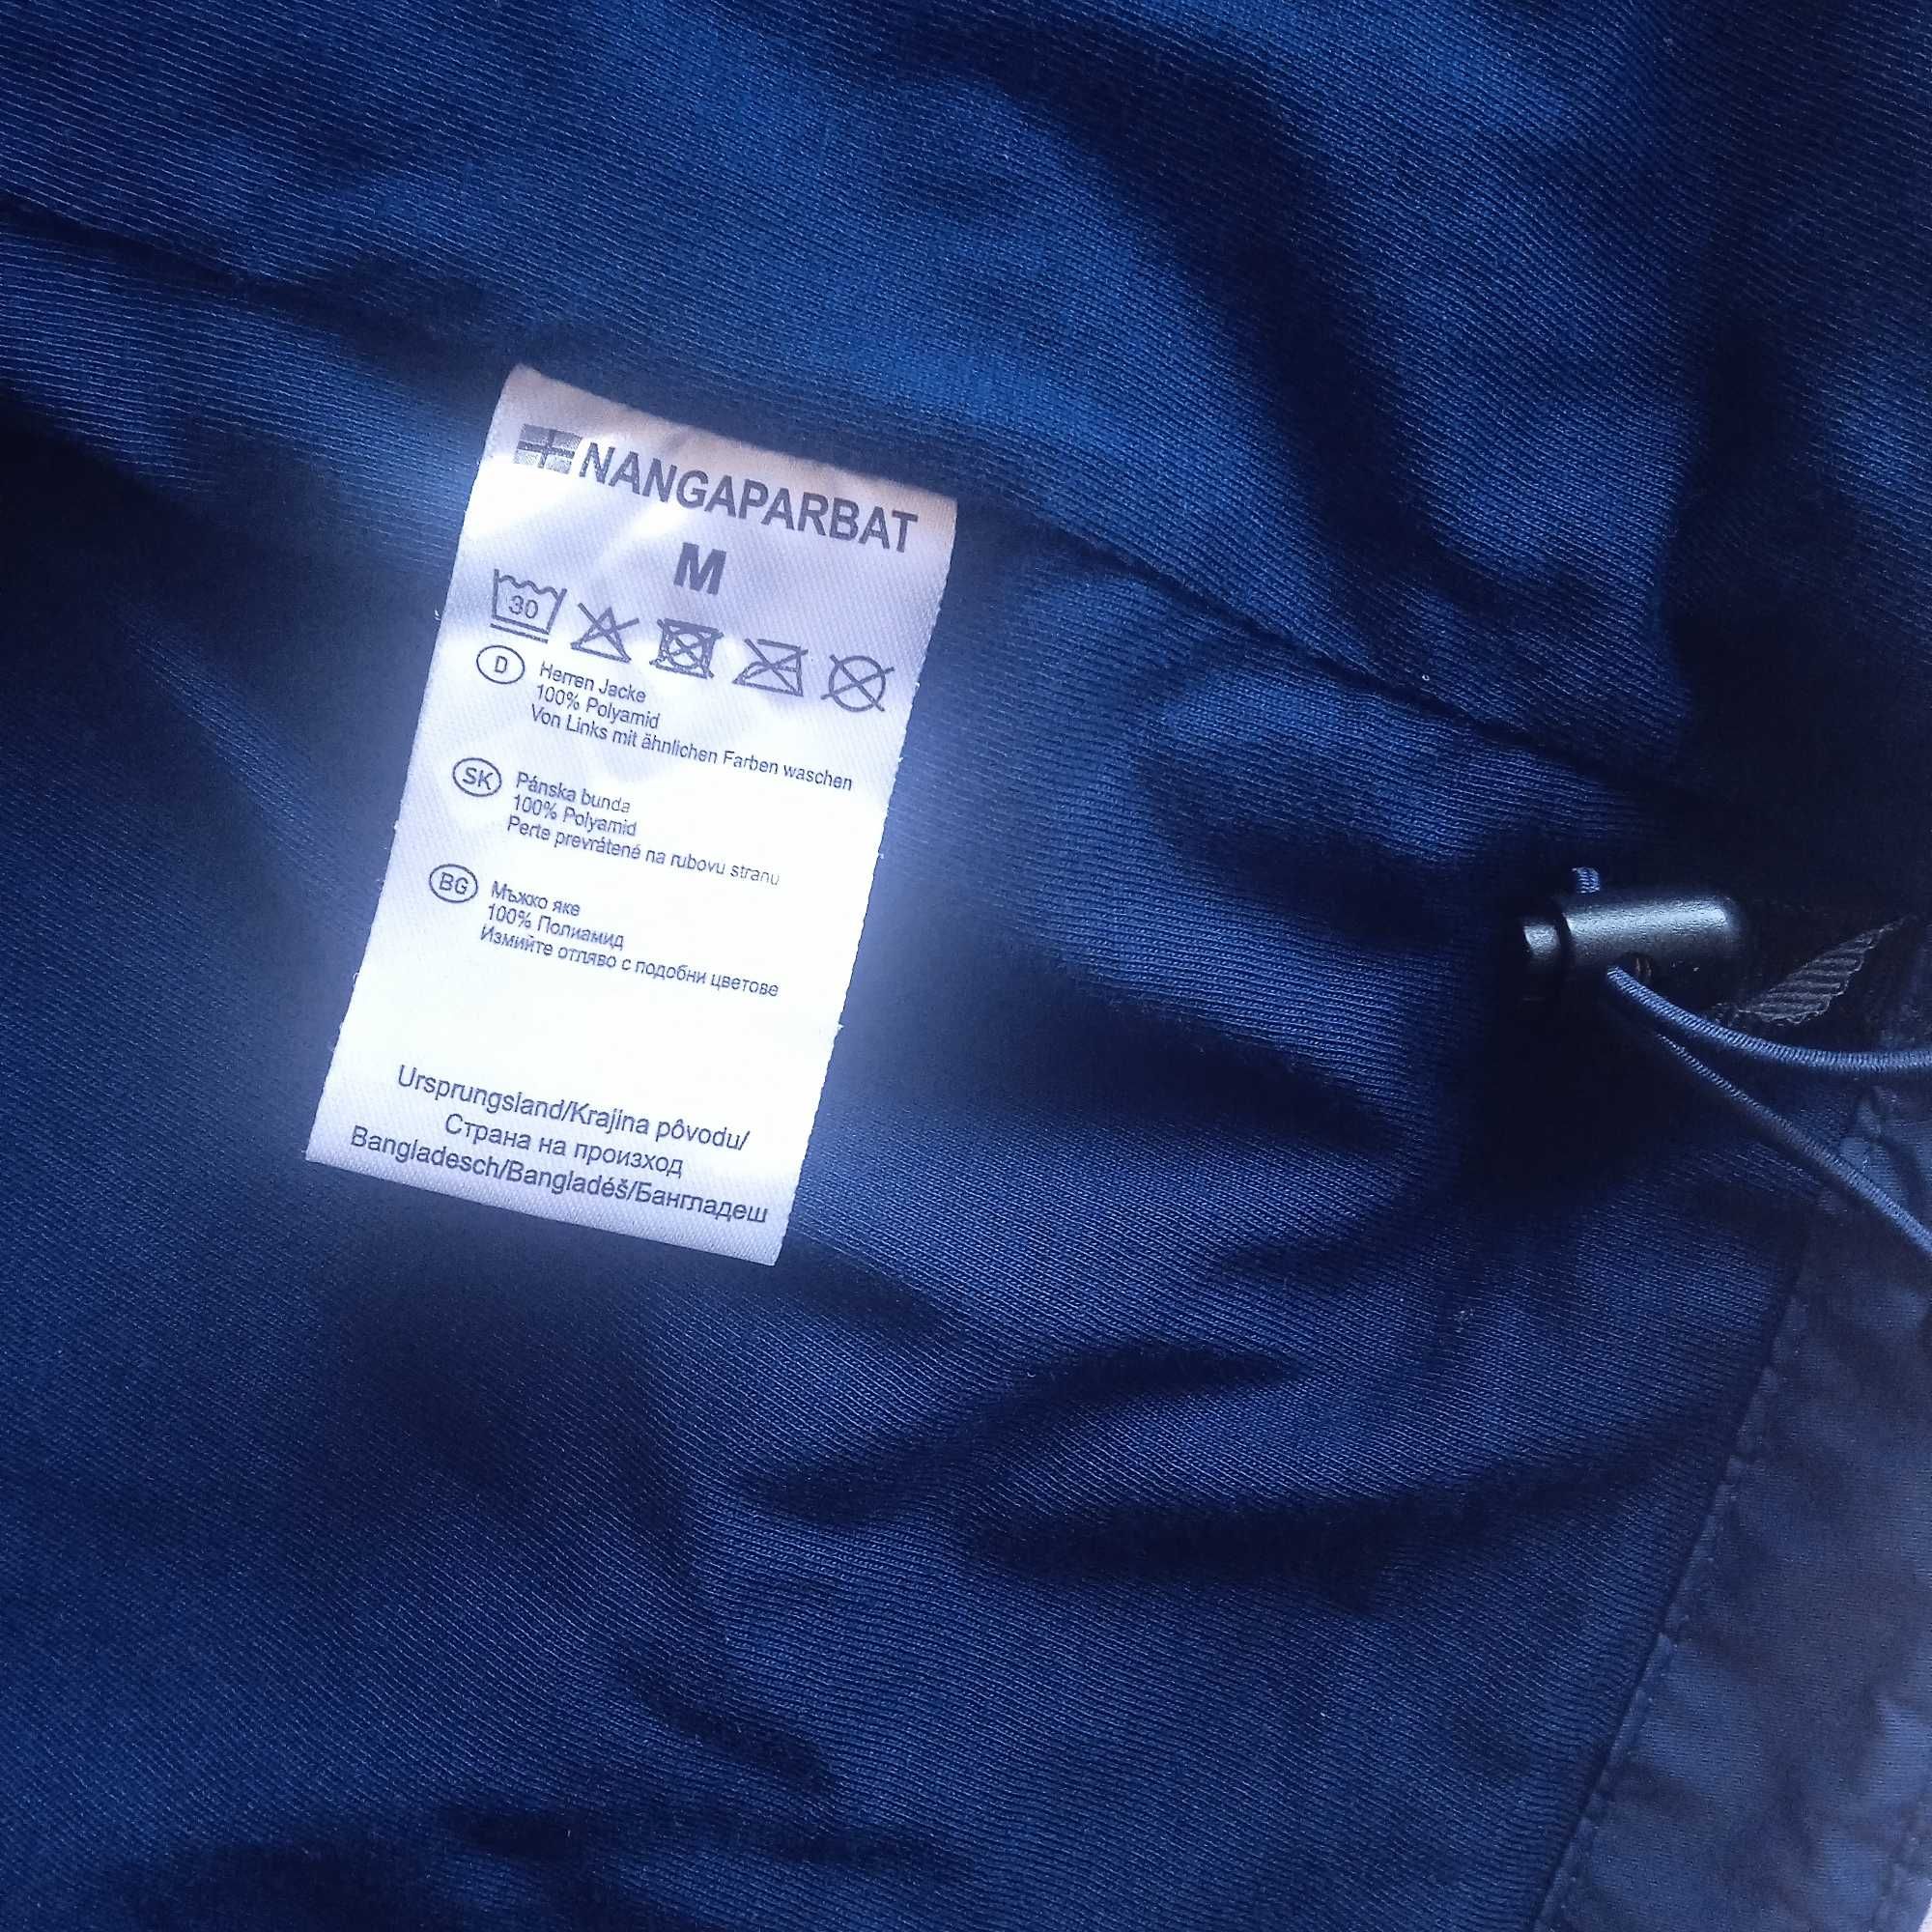 NANGAPARBAT
M
30
D
Herren Jacke
100% Polyamid
Von Links mit ähnlichen Farben waschen
SK
Pánska bunda
100% Polyamid
Perte prevrátené na rubovu stranu
BG
Мъжко яке
100% Полиамид
Измийте отляво с подобни цветове
Ursprungsland/Krajina pôvodu/
Страна на произход
Bangladesch/Bangladéš/Бангладеш